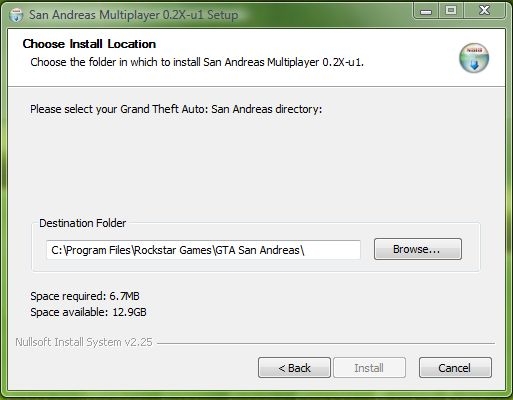 San Andreas Multiplayer 0.2X-u1 Setup
Choose Install Location
Choose the folder in which to install San Andreas Multiplayer 0.2X-u1.
Please select your Grand Theft Auto: San Andreas directory:
Destination Folder
C:\Program Files\Rockstar Games\GTA San Andreas\
Browse...
Space required: 6.7MB
Space available: 12.9GB
Nullsoft Install System v2.25
< Back
Install
Cancel